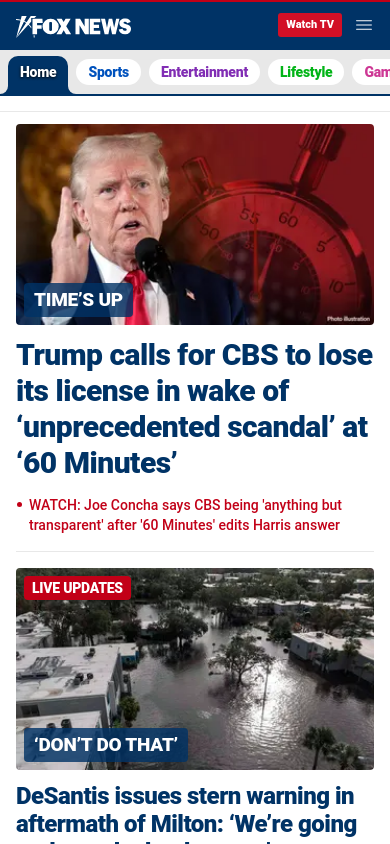 FOX NEWS
Watch TV
Home
Sports
Entertainment
Lifestyle
Gam
55
60
5
50
10
TIME'S UP
Photo illustration
Trump calls for CBS to lose
its license in wake of
‘unprecedented scandal’ at
‘60 Minutes’
• WATCH: Joe Concha says CBS being 'anything but
transparent' after '60 Minutes' edits Harris answer
LIVE UPDATES
‘DON’T DO THAT’
DeSantis issues stern warning in
aftermath of Milton: ‘We’re going